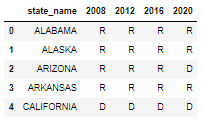 state_name 2008 2012 2016 2020
0 ALABAMA R R R R
1 ALASKA R R R R
2 ARIZONA R R R D
3 ARKANSAS R R R R
4 CALIFORNIA D D D D